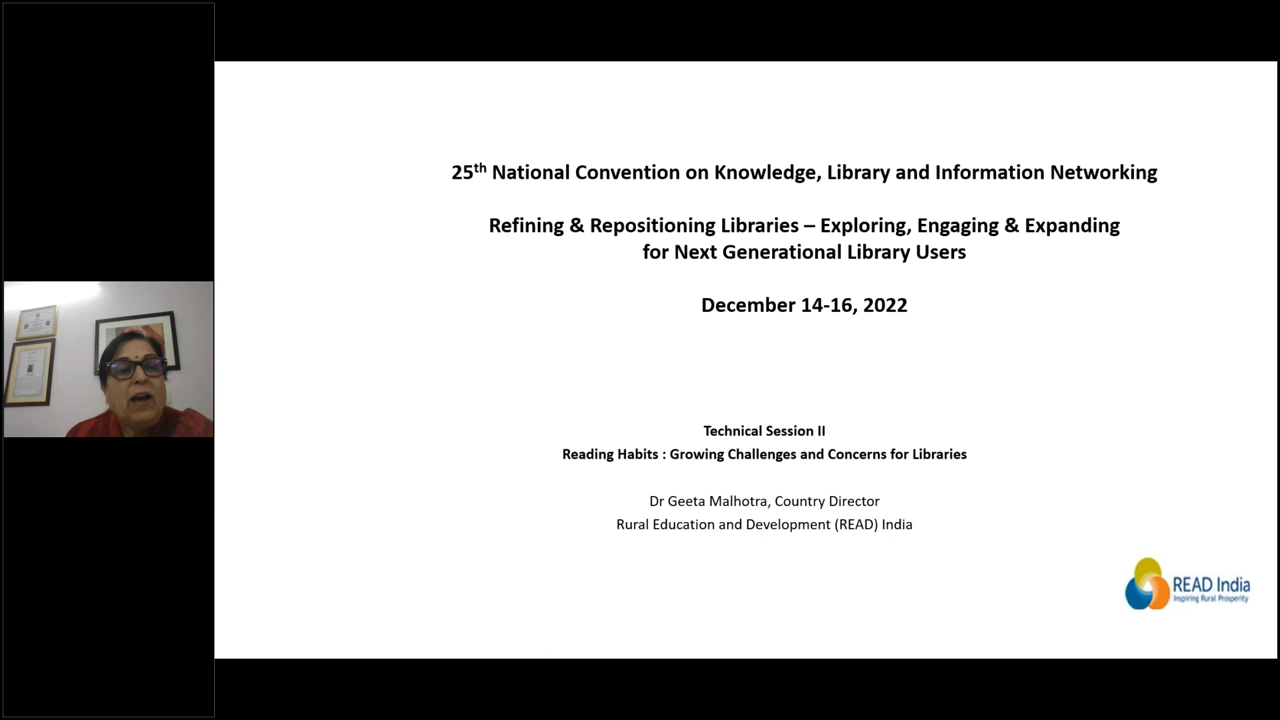 25th National Convention on Knowledge, Library and Information Networking
Refining & Repositioning Libraries – Exploring, Engaging & Expanding
for Next Generational Library Users
December 14-16, 2022
Technical Session II
Reading Habits : Growing Challenges and Concerns for Libraries
Dr Geeta Malhotra, Country Director
Rural Education and Development (READ) India
READ India
Inspiring Rural Prosperity